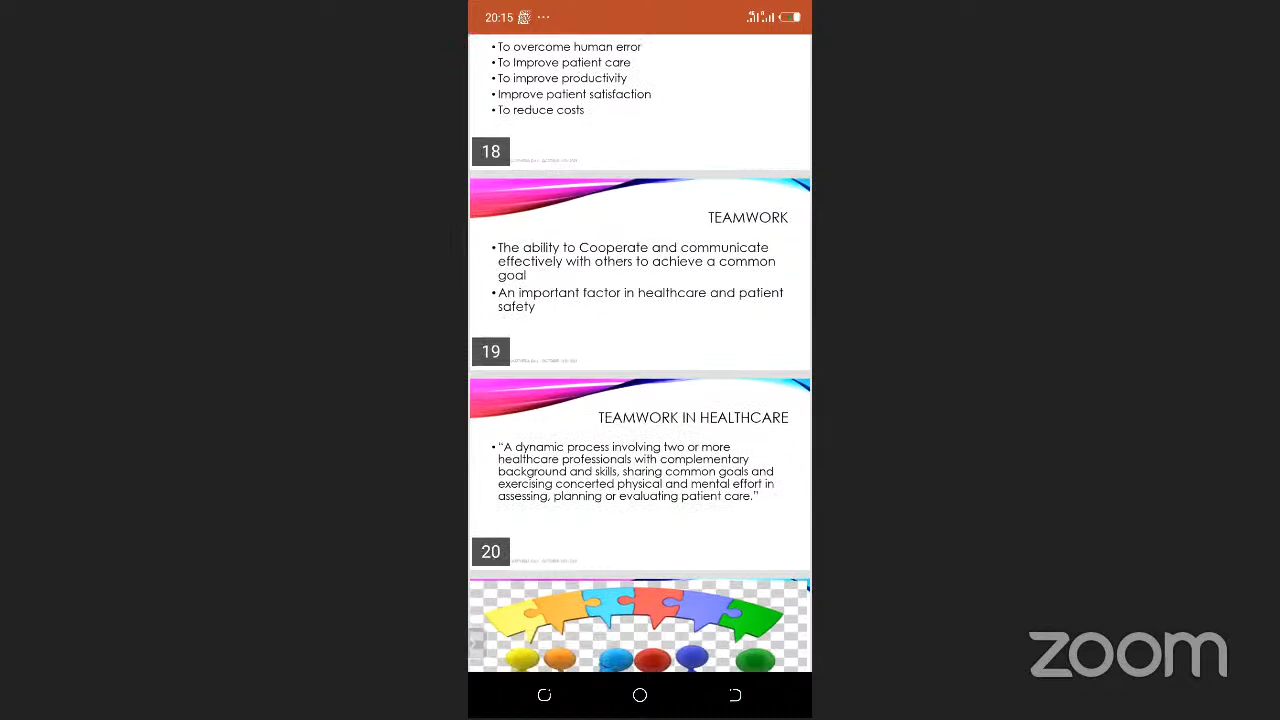 20:15
• To overcome human error
• To Improve patient care
• To improve productivity
• Improve patient satisfaction
• To reduce costs
18
TEAMWORK
• The ability to Cooperate and communicate
effectively with others to achieve a common
goal
• An important factor in healthcare and patient
safety
19
TEAMWORK IN HEALTHCARE
• “A dynamic process involving two or more
healthcare professionals with complementary
background and skills, sharing common goals and
exercising concerted physical and mental effort in
assessing, planning or evaluating patient care.”
20
zoom